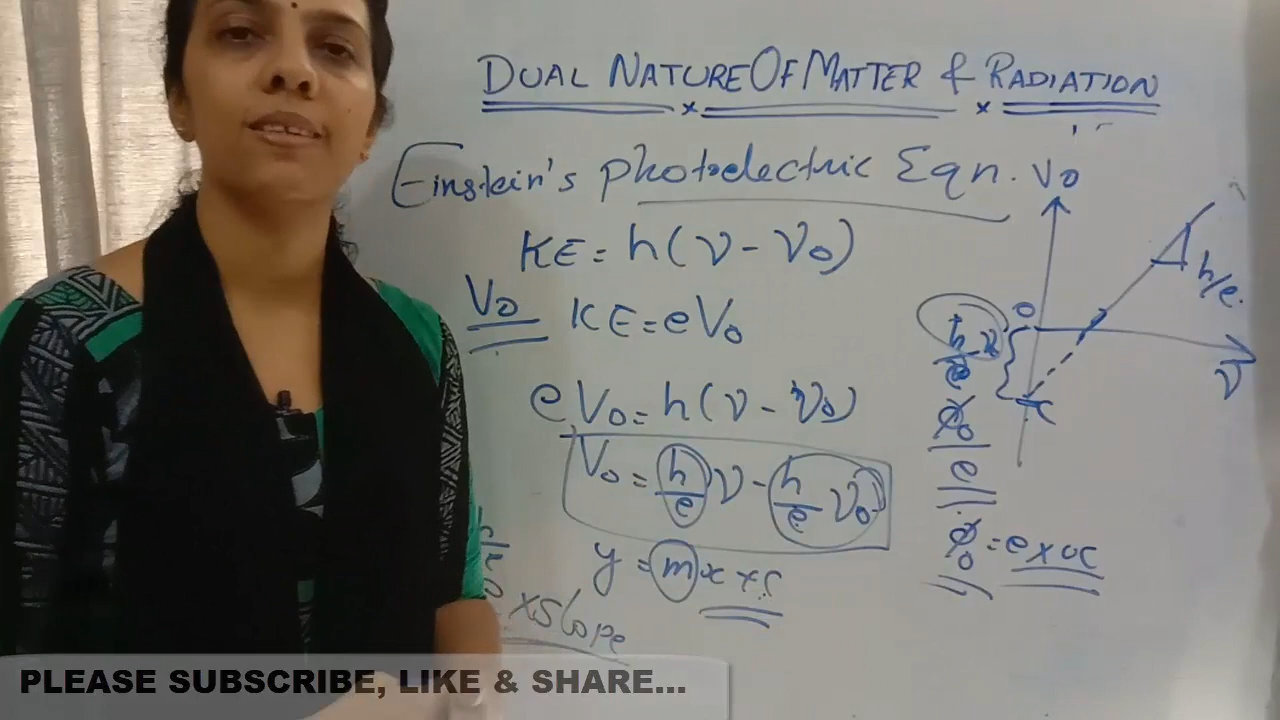 DUAL NATURE OF MATTER & RADIATION
Einstein's photoelectric Eqn.
KE = h(ν - ν₀)
V₀
KE = eV₀
eV₀ = h(ν - ν₀)
V₀ = h/e ν - h/e ν₀
y = mx + c
× slope
V₀
h/e
O
ν
C
= e × OC
PLEASE SUBSCRIBE, LIKE & SHARE...